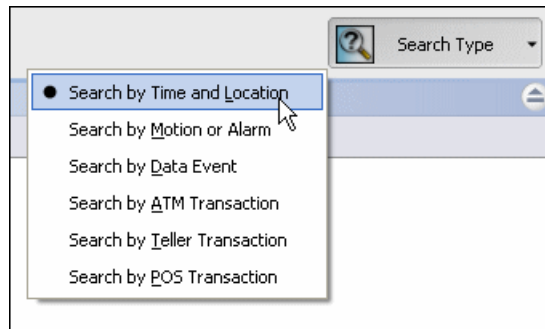 Search Type
Search by Time and Location
Search by Motion or Alarm
Search by Data Event
Search by ATM Transaction
Search by Teller Transaction
Search by POS Transaction